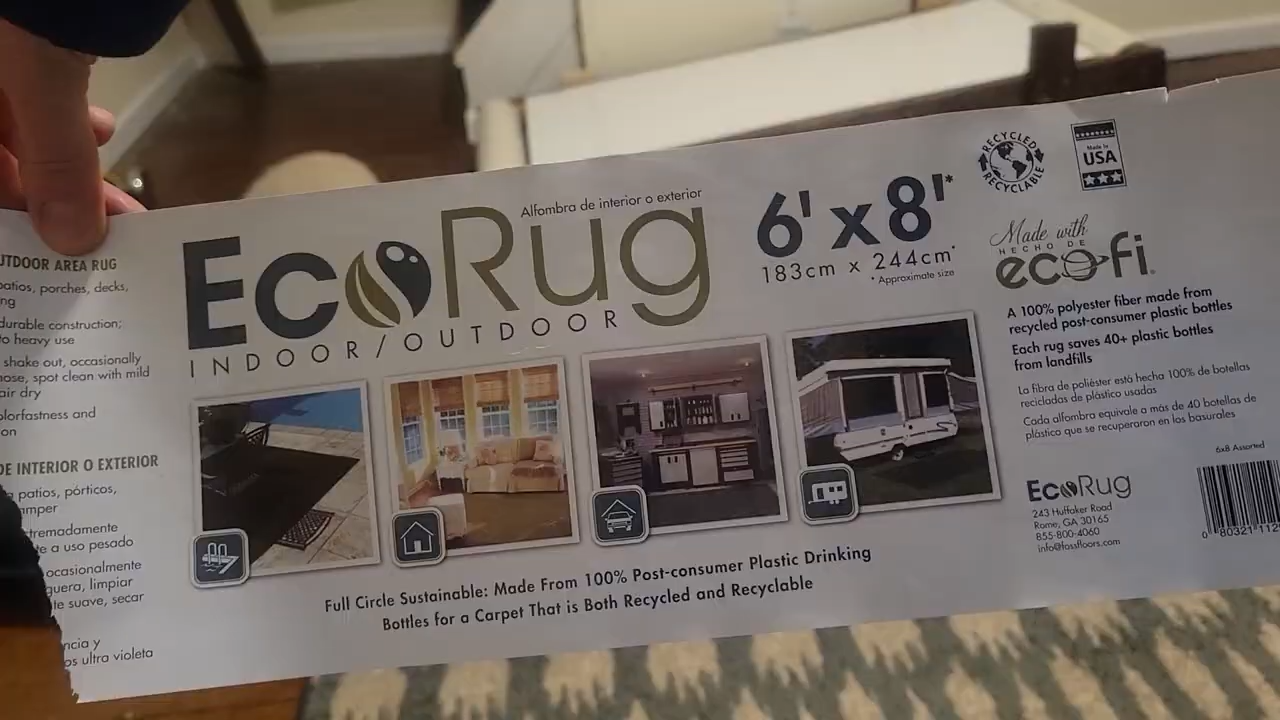 UTDOOR AREA RUG
patios, porches, decks,
ng
durable construction;
to heavy use
shake out, occasionally
hose, spot clean with mild
air dry
olorfastness and
on
DE INTERIOR O EXTERIOR
patios, pórticos,
amper
tremadamente
te a uso pesado
ocasionalmente
guera, limpiar
te suave, secar
ncia y
os ultra violeta
Alfombra de interior o exterior
EcoRug
INDOOR/OUTDOOR
6' x 8'*
183cm x 244cm*
* Approximate size
RECYCLED
RECYCLABLE
Made in
USA
Made with
HECHO DE
ecofi
A 100% polyester fiber made from
recycled post-consumer plastic bottles
Each rug saves 40+ plastic bottles
from landfills
La fibra de poliéster está hecha 100% de botellas
recicladas de plástico usadas
Cada alfombra equivale a más de 40 botellas de
plástico que se recuperaron en los basurales
EcoRug
243 Huffaker Road
Rome, GA 30165
855-800-4060
info@fossfloors.com
6x8 Assorted
0 80321 112
Full Circle Sustainable: Made From 100% Post-consumer Plastic Drinking
Bottles for a Carpet That is Both Recycled and Recyclable